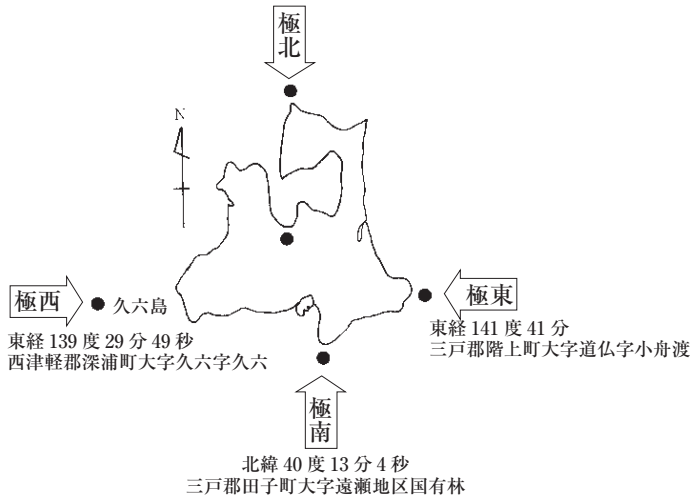 極北
N
極西
久六島
東経 139 度 29 分 49 秒
西津軽郡深浦町大字久六字久六
極東
東経 141 度 41 分
三戸郡階上町大字道仏字小舟渡
極南
北緯 40 度 13 分 4 秒
三戸郡田子町大字遠瀬地区国有林